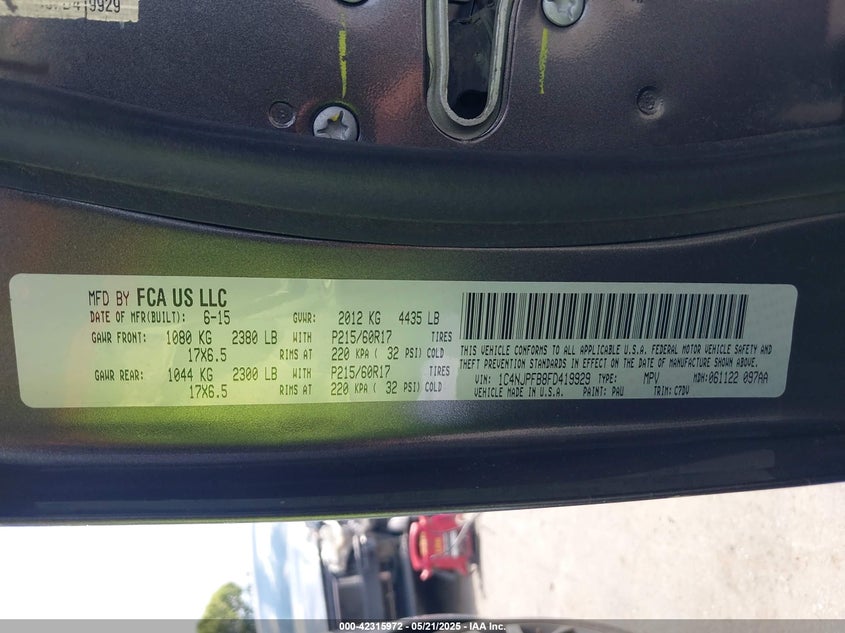 419929
MFD BY FCA US LLC
DATE OF MFR(BUILT): 6-15 GVWR: 2012 KG 4435 LB
GAWR FRONT: 1080 KG 2380 LB WITH P215/60R17 TIRES
17X6.5 RIMS AT 220 KPA ( 32 PSI) COLD
GAWR REAR: 1044 KG 2300 LB WITH P215/60R17 TIRES
17X6.5 RIMS AT 220 KPA ( 32 PSI) COLD
THIS VEHICLE CONFORMS TO ALL APPLICABLE U.S.A. FEDERAL MOTOR VEHICLE SAFETY AND
THEFT PREVENTION STANDARDS IN EFFECT ON THE DATE OF MANUFACTURE SHOWN ABOVE.
VIN: 1C4NJPFB8FD419929 TYPE: MPV MDH: 061122 097AA
VEHICLE MADE IN U.S.A. PAINT: PAU TRIM: C7DV
000-42315972 - 05/21/2025 - IAA Inc.